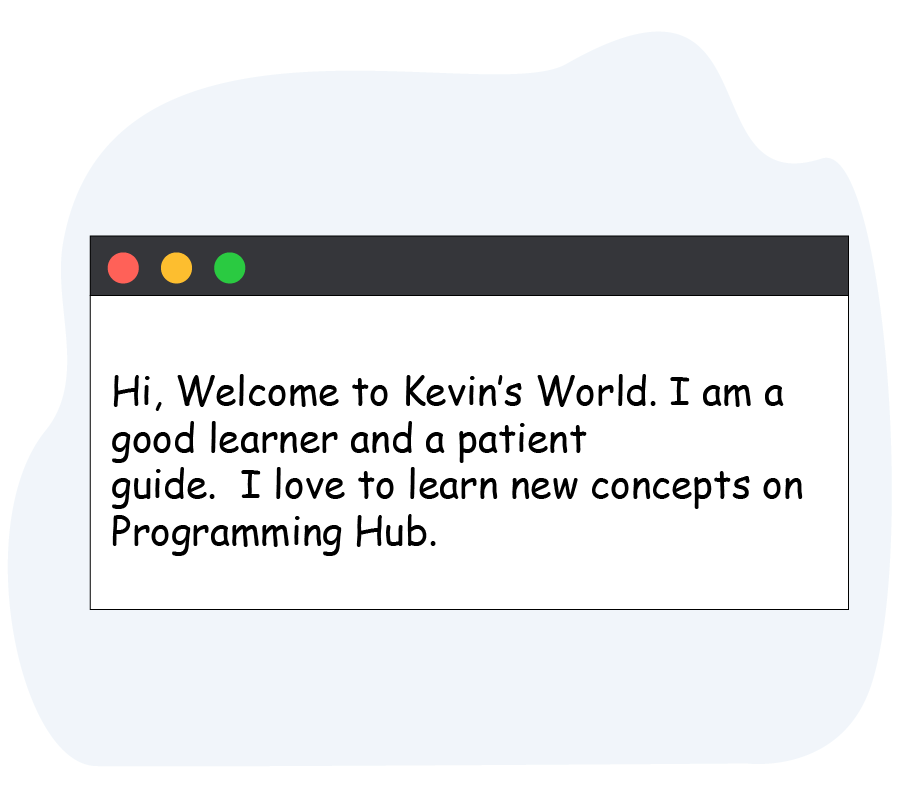 Hi, Welcome to Kevin's World. I am a
good learner and a patient
guide.  I love to learn new concepts on
Programming Hub.